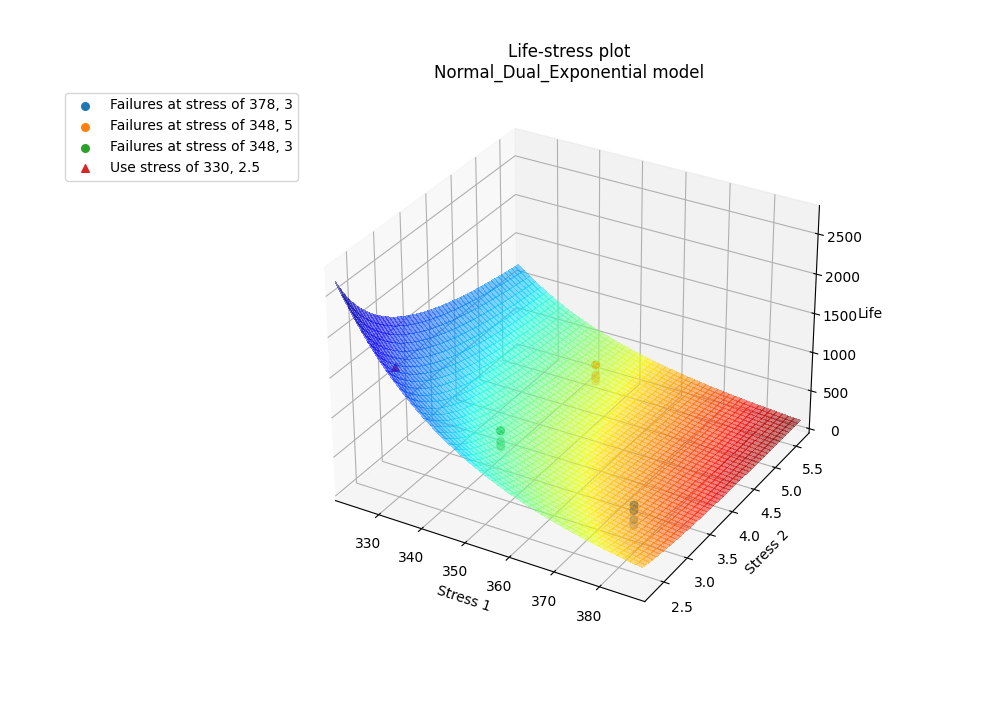 Life-stress plot
Normal_Dual_Exponential model
Failures at stress of 378, 3
Failures at stress of 348, 5
Failures at stress of 348, 3
Use stress of 330, 2.5
2500
2000
1500
Life
1000
500
0
5.5
5.0
4.5
4.0
3.5
3.0
2.5
Stress 2
330
340
350
360
370
380
Stress 1